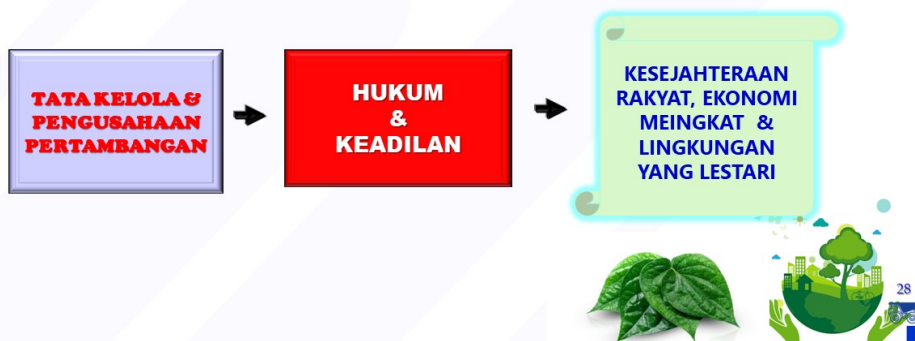 TATA KELOLA &
PENGUSAHAAN
PERTAMBANGAN
HUKUM
&
KEADILAN
KESEJAHTERAAN
RAKYAT, EKONOMI
MEINGKAT &
LINGKUNGAN
YANG LESTARI
28